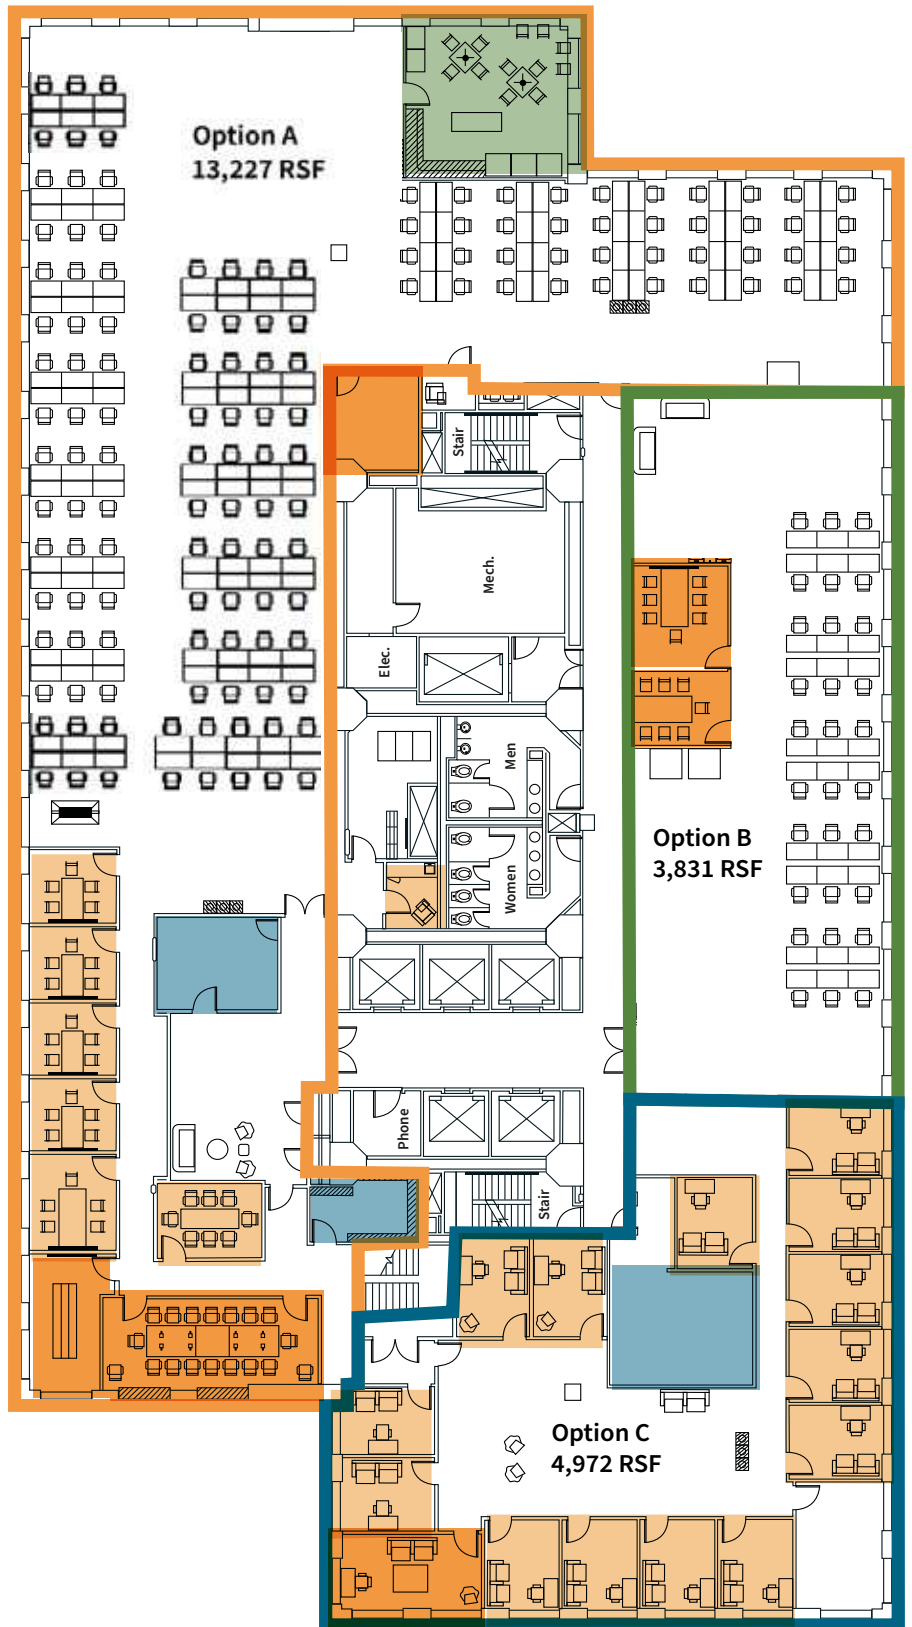 Option A
13,227 RSF
Stair
Mech.
Elec.
Men
Women
Option B
3,831 RSF
Phone
Stair
Option C
4,972 RSF